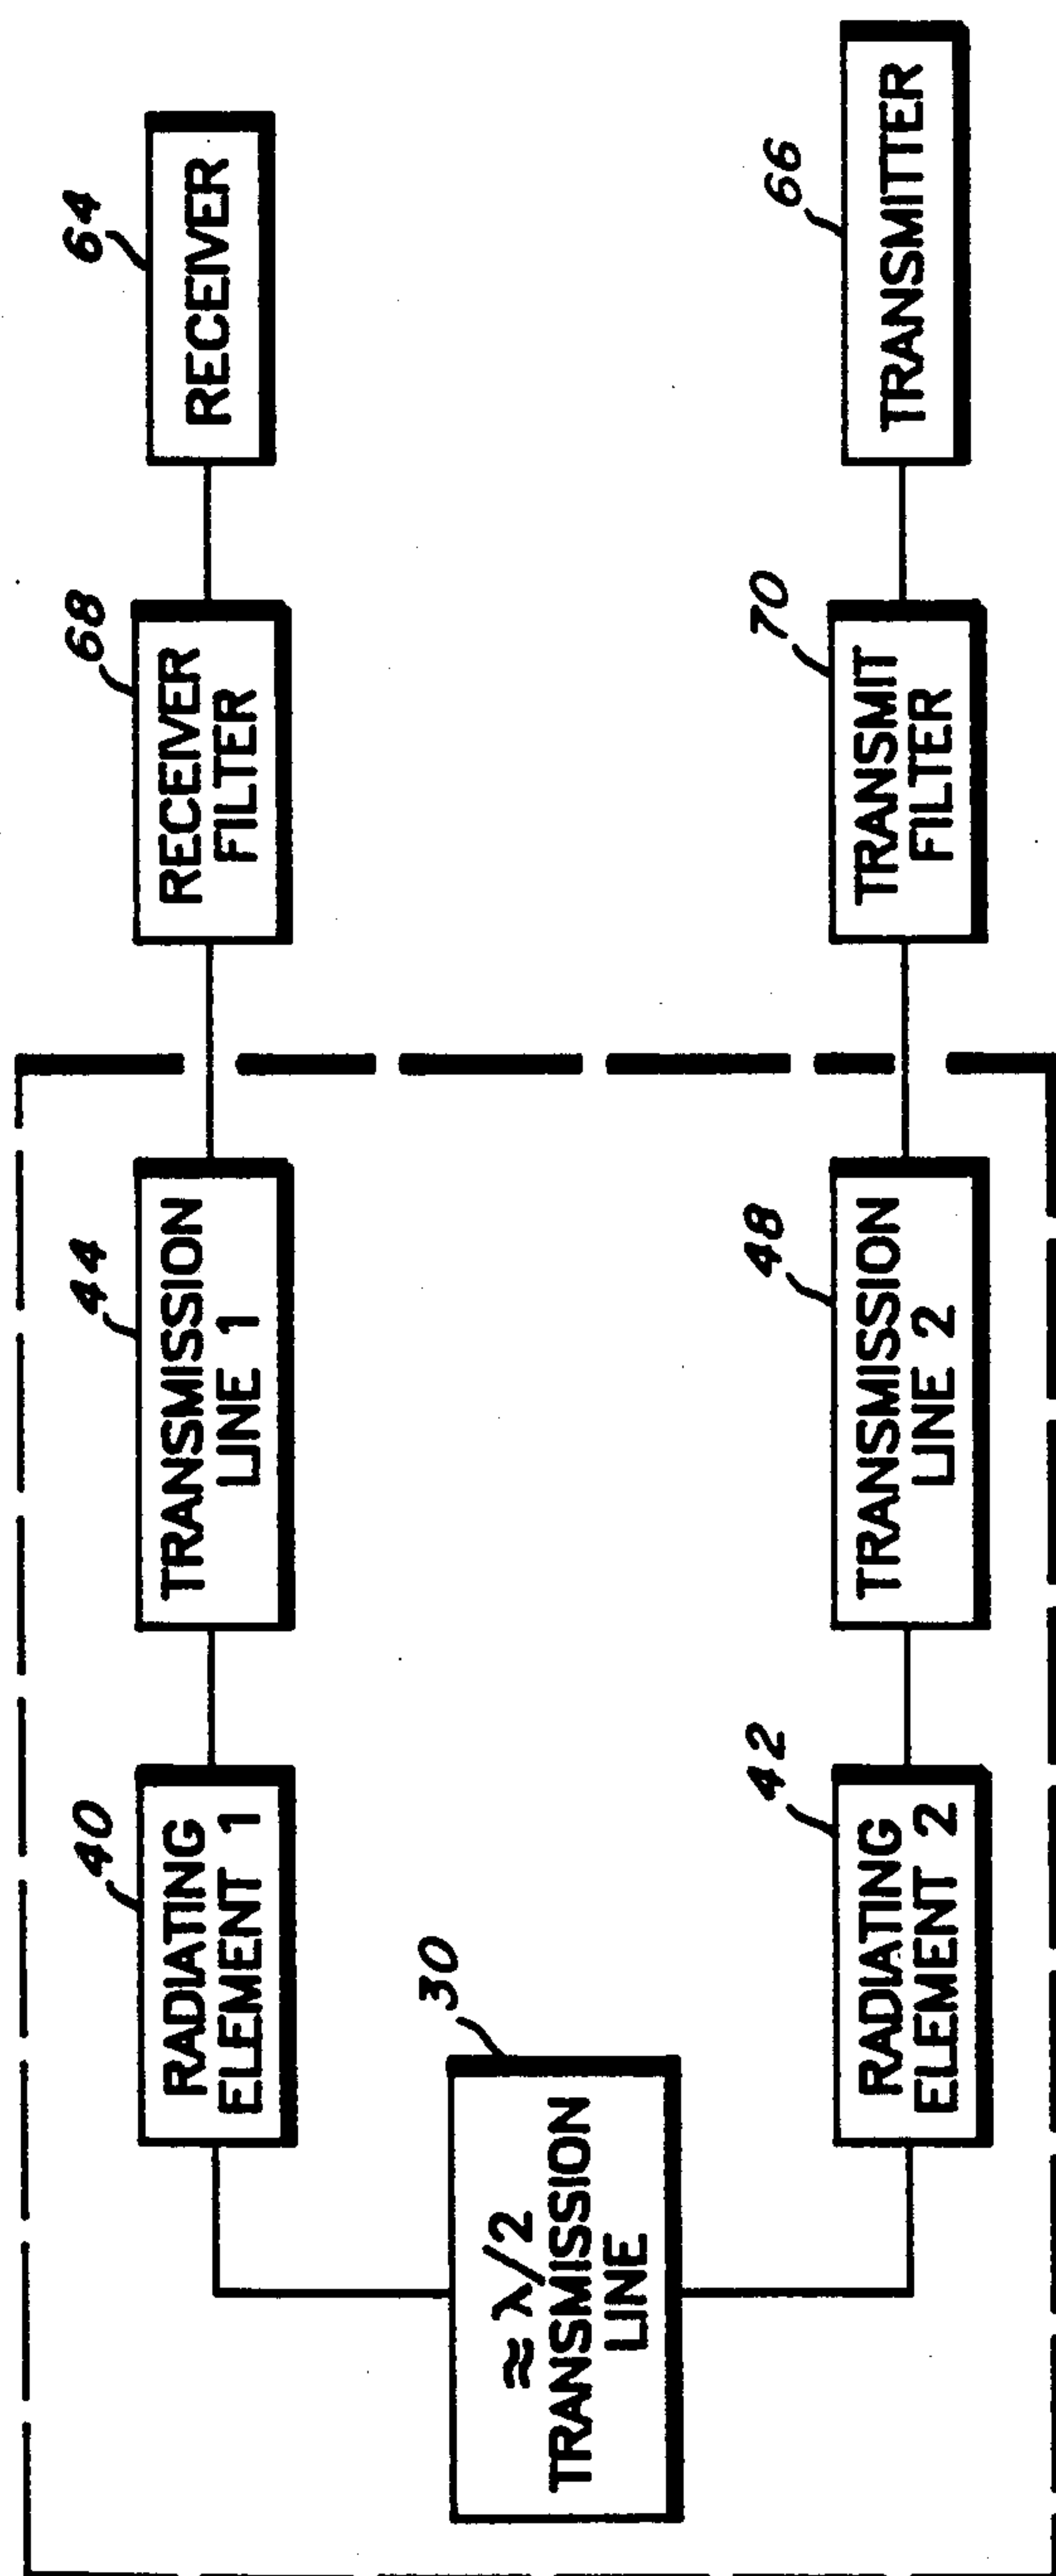 40
RADIATING
ELEMENT 1
44
TRANSMISSION
LINE 1
68
RECEIVER
FILTER
64
RECEIVER
30
≈ λ/2
TRANSMISSION
LINE
42
RADIATING
ELEMENT 2
48
TRANSMISSION
LINE 2
70
TRANSMIT
FILTER
66
TRANSMITTER